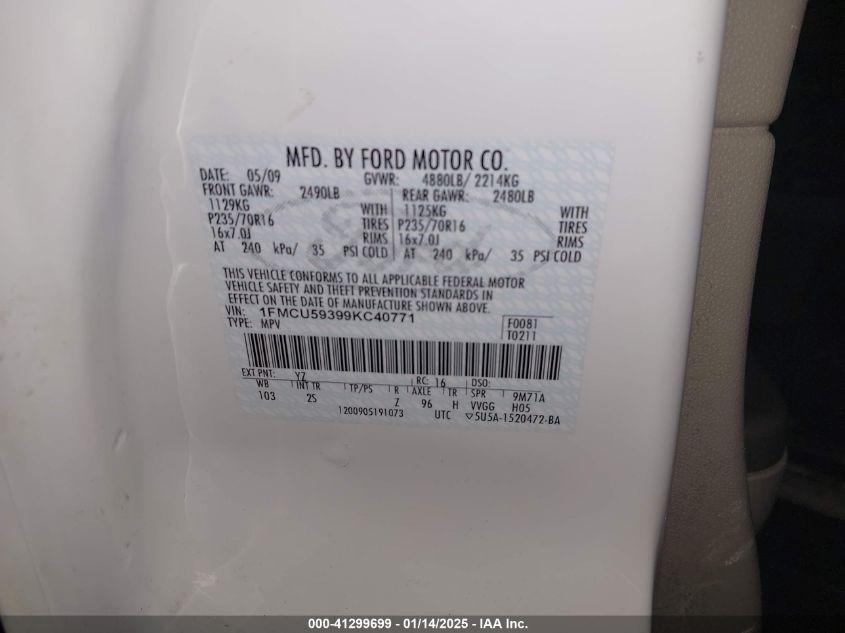 MFD. BY FORD MOTOR CO.
DATE: 05/09 GVWR: 4880LB/ 2214KG
FRONT GAWR: 2490LB REAR GAWR: 2480LB
1129KG WITH 1125KG WITH
P235/70R16 TIRES P235/70R16 TIRES
16x7.0J RIMS 16x7.0J RIMS
AT 240 kPa/ 35 PSI COLD AT 240 kPa/ 35 PSI COLD
THIS VEHICLE CONFORMS TO ALL APPLICABLE FEDERAL MOTOR
VEHICLE SAFETY AND THEFT PREVENTION STANDARDS IN
EFFECT ON THE DATE OF MANUFACTURE SHOWN ABOVE.
VIN: 1FMCU59399KC40771 F0081
TYPE: MPV T0211
EXT PNT: YZ RC: 16 DSO:
WB INT TR TP/PS R AXLE TR SPR 9M71A
103 2S Z 96 H VVGG H05
1200905191073 UTC ▽5U5A-1520472-BA
000-41299699 - 01/14/2025 - IAA Inc.